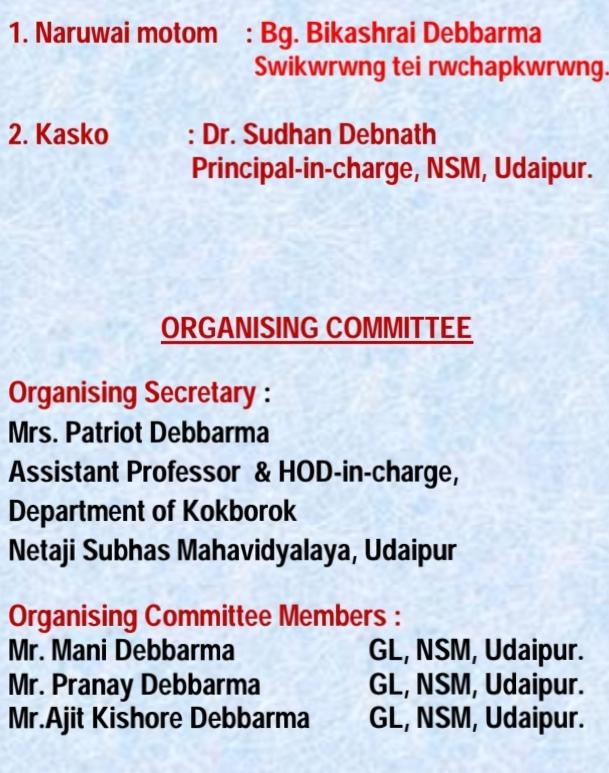 1. Naruwai motom : Bg. Bikashrai Debbarma
Swikwrwng tei rwchapkwrwng.
2. Kasko : Dr. Sudhan Debnath
Principal-in-charge, NSM, Udaipur.
ORGANISING COMMITTEE
Organising Secretary :
Mrs. Patriot Debbarma
Assistant Professor & HOD-in-charge,
Department of Kokborok
Netaji Subhas Mahavidyalaya, Udaipur
Organising Committee Members :
Mr. Mani Debbarma GL, NSM, Udaipur.
Mr. Pranay Debbarma GL, NSM, Udaipur.
Mr.Ajit Kishore Debbarma GL, NSM, Udaipur.